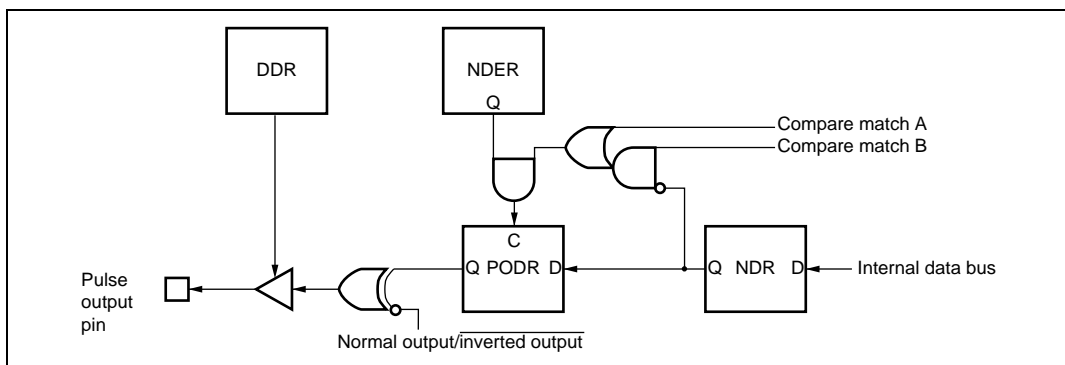 DDR
NDER
Q
Compare match A
Compare match B
C
Q PODR D
Q NDR D
Internal data bus
Pulse
output
pin
Normal output/inverted output